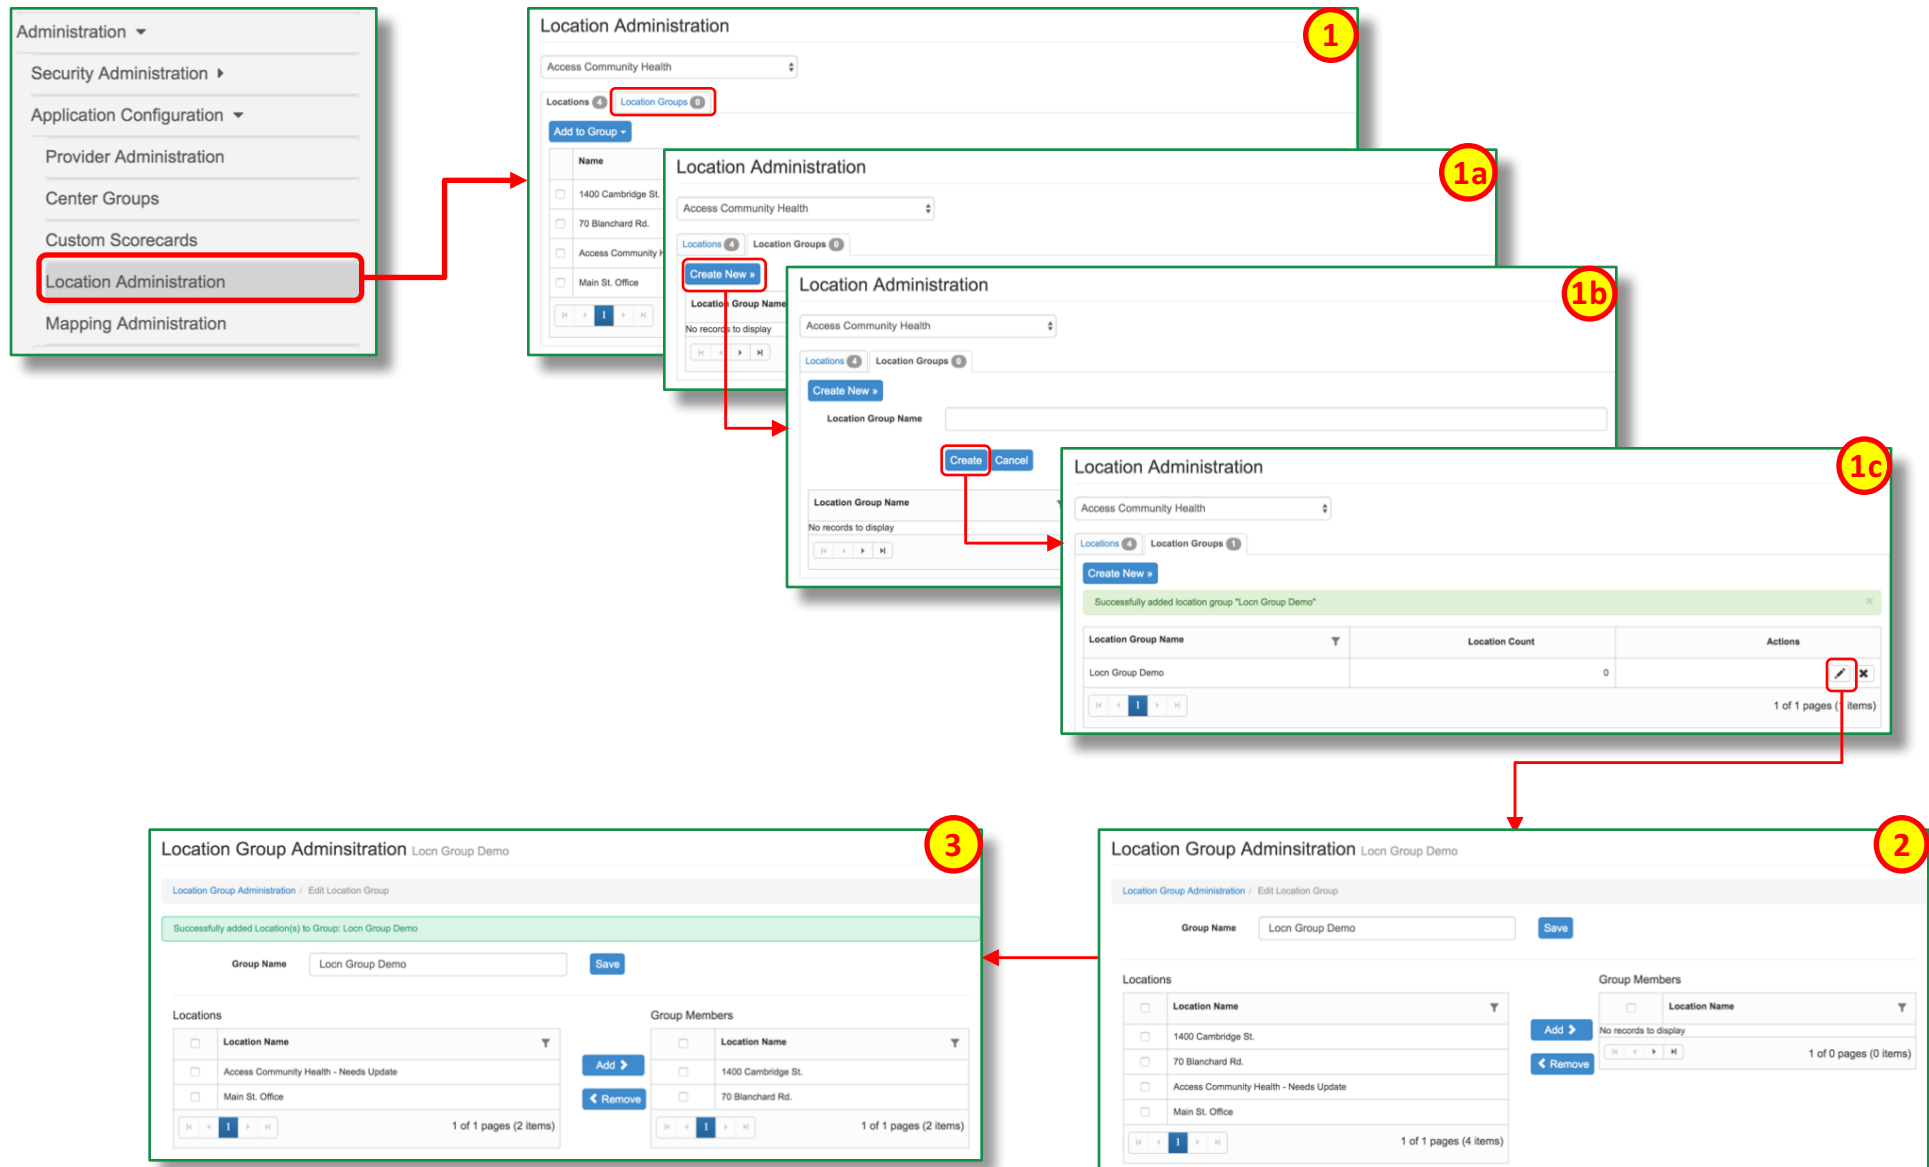 Administration
Security Administration
Application Configuration
Provider Administration
Center Groups
Custom Scorecards
Location Administration
Mapping Administration
Location Administration
1
Access Community Health
Locations 4 Location Groups 0
Add to Group
Name
1400 Cambridge St.
70 Blanchard Rd.
Access Community H
Main St. Office
1
Location Administration
1a
Access Community Health
Locations 4 Location Groups 0
Create New »
Location Group Name
No records to display
Location Administration
1b
Access Community Health
Locations 4 Location Groups 0
Create New »
Location Group Name
Create Cancel
Location Group Name
No records to display
Location Administration
1c
Access Community Health
Locations 4 Location Groups 1
Create New »
Successfully added location group "Locn Group Demo"
Location Group Name Location Count Actions
Locn Group Demo 0
1 1 of 1 pages (1 items)
Location Group Adminsitration Locn Group Demo
3
Location Group Administration / Edit Location Group
Successfully added Location(s) to Group: Locn Group Demo
Group Name Locn Group Demo Save
Locations
Location Name
Access Community Health - Needs Update
Main St. Office
1 1 of 1 pages (2 items)
Add
Remove
Group Members
Location Name
1400 Cambridge St.
70 Blanchard Rd.
1 1 of 1 pages (2 items)
Location Group Adminsitration Locn Group Demo
2
Location Group Administration / Edit Location Group
Group Name Locn Group Demo Save
Locations
Location Name
1400 Cambridge St.
70 Blanchard Rd.
Access Community Health - Needs Update
Main St. Office
1 1 of 1 pages (4 items)
Add
Remove
Group Members
Location Name
No records to display
1 of 0 pages (0 items)